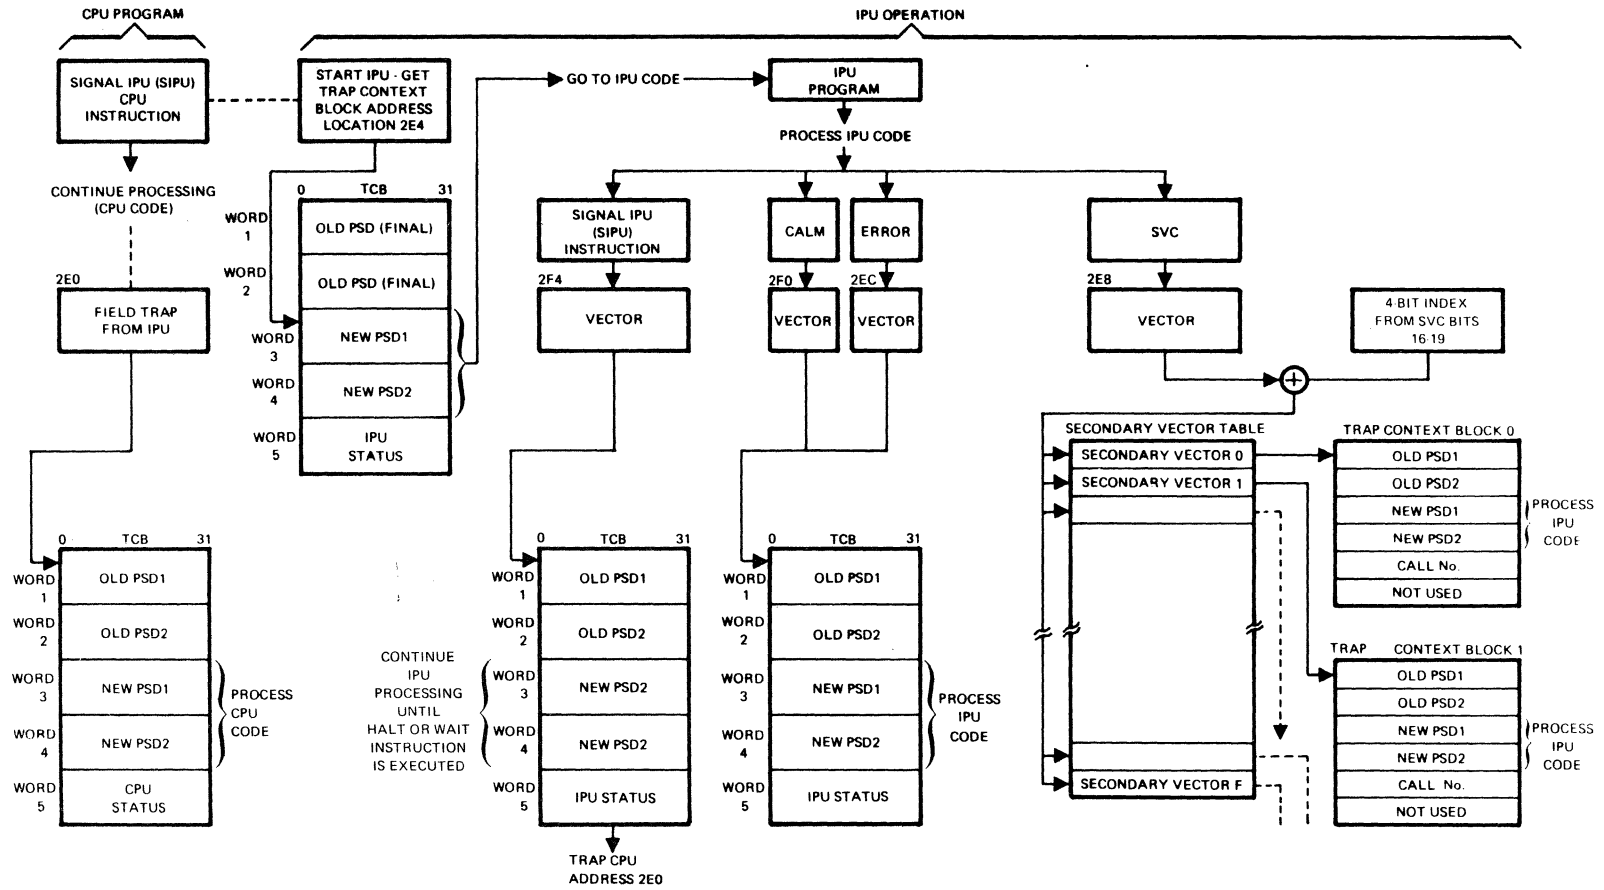 CPU PROGRAM
IPU OPERATION
SIGNAL IPU (SIPU)
CPU
INSTRUCTION
START IPU - GET
TRAP CONTEXT
BLOCK ADDRESS
LOCATION 2E4
GO TO IPU CODE
IPU
PROGRAM
PROCESS IPU CODE
CONTINUE PROCESSING
(CPU CODE)
2E0
FIELD TRAP
FROM IPU
0 TCB 31
WORD
1
OLD PSD (FINAL)
WORD
2
OLD PSD (FINAL)
WORD
3
NEW PSD1
WORD
4
NEW PSD2
WORD
5
IPU
STATUS
SIGNAL IPU
(SIPU)
INSTRUCTION
CALM
ERROR
SVC
2F4
VECTOR
2F0
VECTOR
2EC
VECTOR
2E8
VECTOR
4-BIT INDEX
FROM SVC BITS
16-19
+
0 TCB 31
WORD
1
OLD PSD1
WORD
2
OLD PSD2
WORD
3
NEW PSD1
WORD
4
NEW PSD2
WORD
5
CPU
STATUS
PROCESS
CPU
CODE
CONTINUE
IPU
PROCESSING
UNTIL
HALT OR WAIT
INSTRUCTION
IS EXECUTED
0 TCB 31
WORD
1
OLD PSD1
WORD
2
OLD PSD2
WORD
3
NEW PSD2
WORD
4
NEW PSD2
WORD
5
IPU STATUS
TRAP CPU
ADDRESS 2E0
0 TCB 31
WORD
1
OLD PSD1
WORD
2
OLD PSD2
WORD
3
NEW PSD1
WORD
4
NEW PSD2
WORD
5
IPU STATUS
PROCESS
IPU
CODE
SECONDARY VECTOR TABLE
SECONDARY VECTOR 0
SECONDARY VECTOR 1
SECONDARY VECTOR F
TRAP CONTEXT BLOCK 0
OLD PSD1
OLD PSD2
NEW PSD1
NEW PSD2
CALL No.
NOT USED
PROCESS
IPU
CODE
TRAP CONTEXT BLOCK 1
OLD PSD1
OLD PSD2
NEW PSD1
NEW PSD2
CALL No.
NOT USED
PROCESS
IPU
CODE